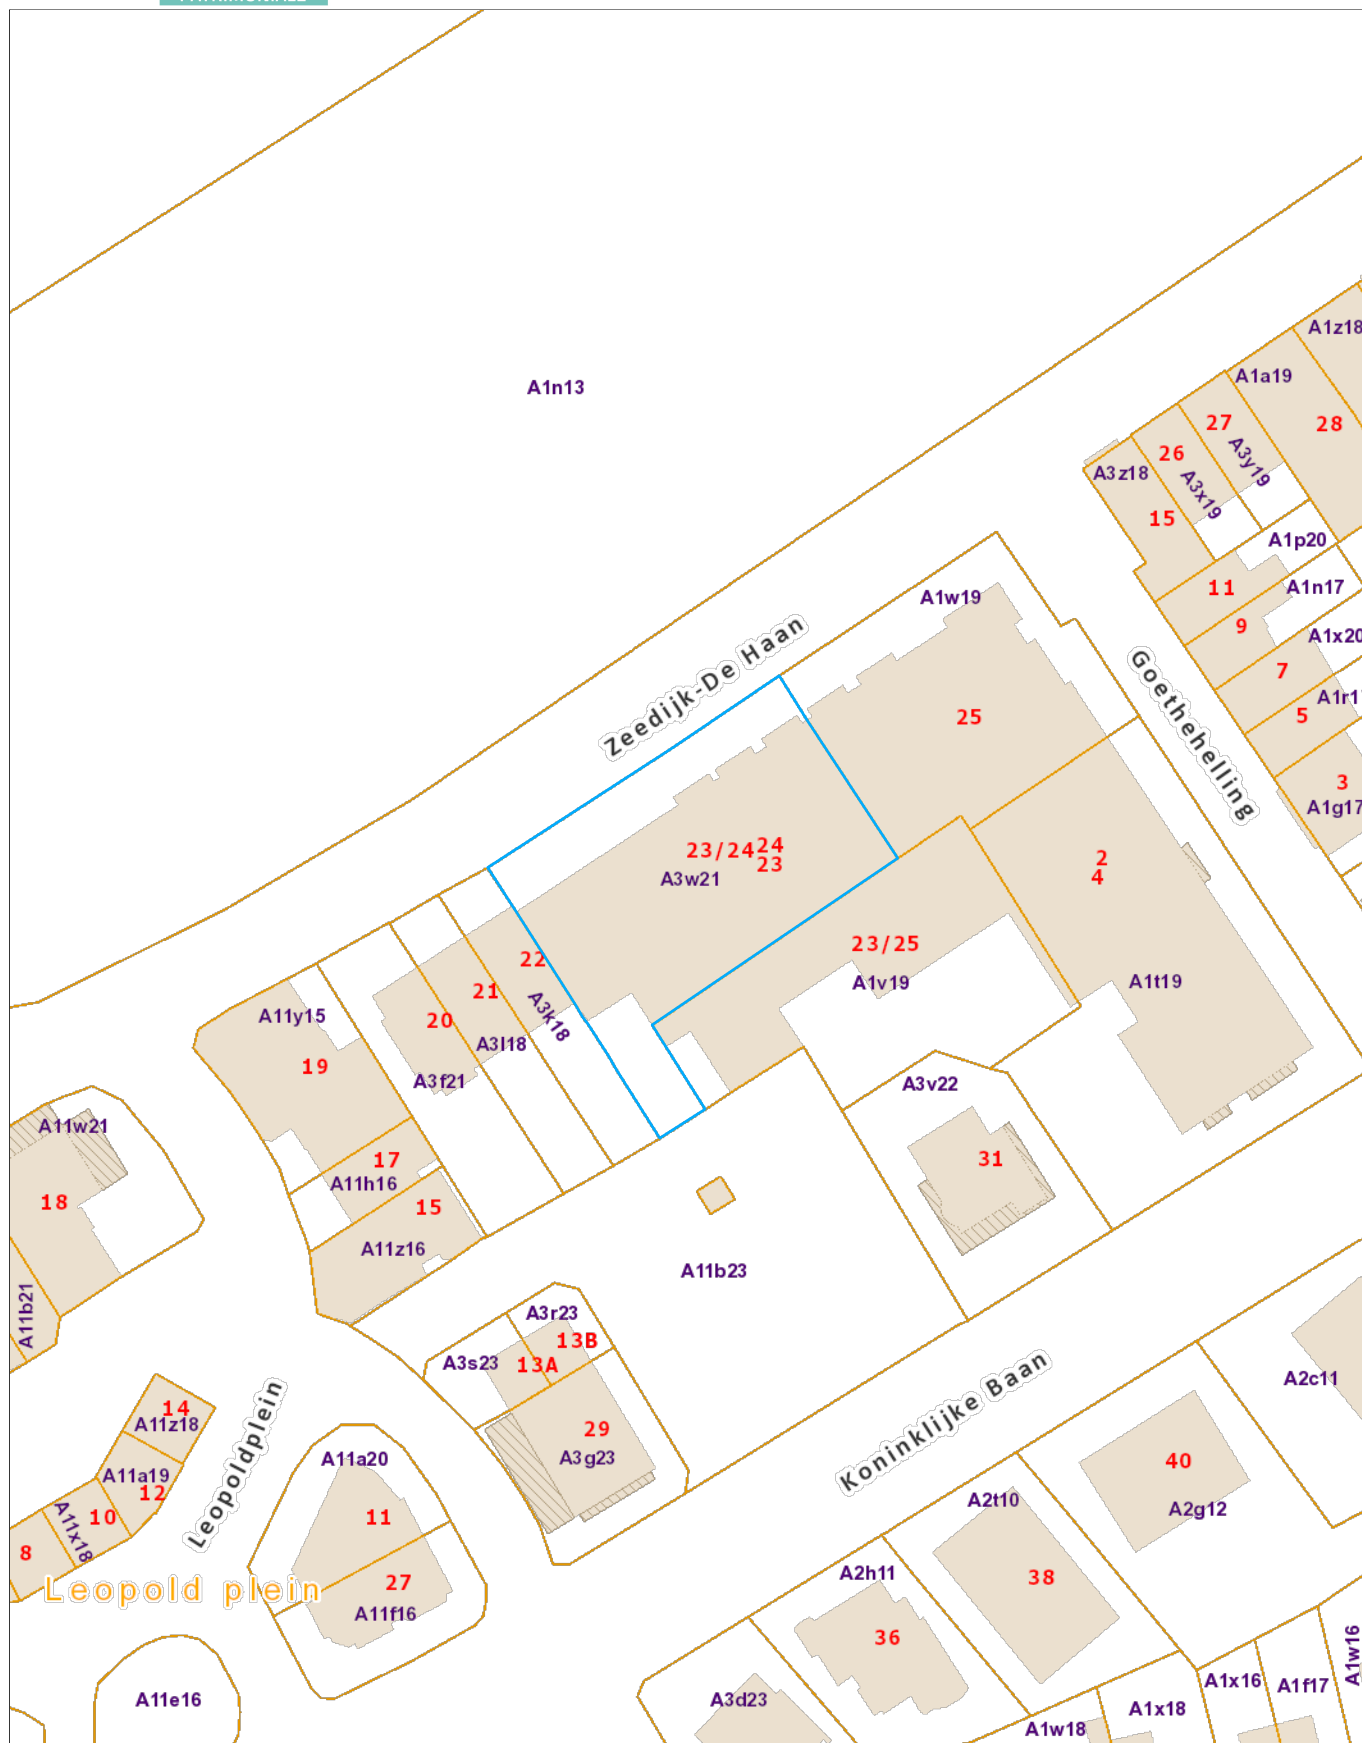 A1n13
A1z18
A1a19
28
27
A3y19
26
A3x19
A3z18
15
A1p20
11
A1n17
9
A1x20
7
5
3
A1g17
A1w19
Zeedijk-De Haan
Goethehelling
25
23/24
24
23
A3w21
2
4
23/25
A1v19
A1t19
22
A3k18
21
A3l18
20
A3f21
A11y15
19
A3v22
31
A11w21
18
17
A11h16
15
A11z16
A11b21
A11b23
A3r23
13B
A3s23
13A
29
A3g23
Koninklijke Baan
A2c11
14
A11z18
A11a19
12
10
A11x18
8
Leopoldplein
Leopold plein
A11a20
11
27
A11f16
A11e16
40
A2g12
A2t10
38
A2h11
36
A3d23
A1w18
A1x18
A1x16
A1f17
A1w16